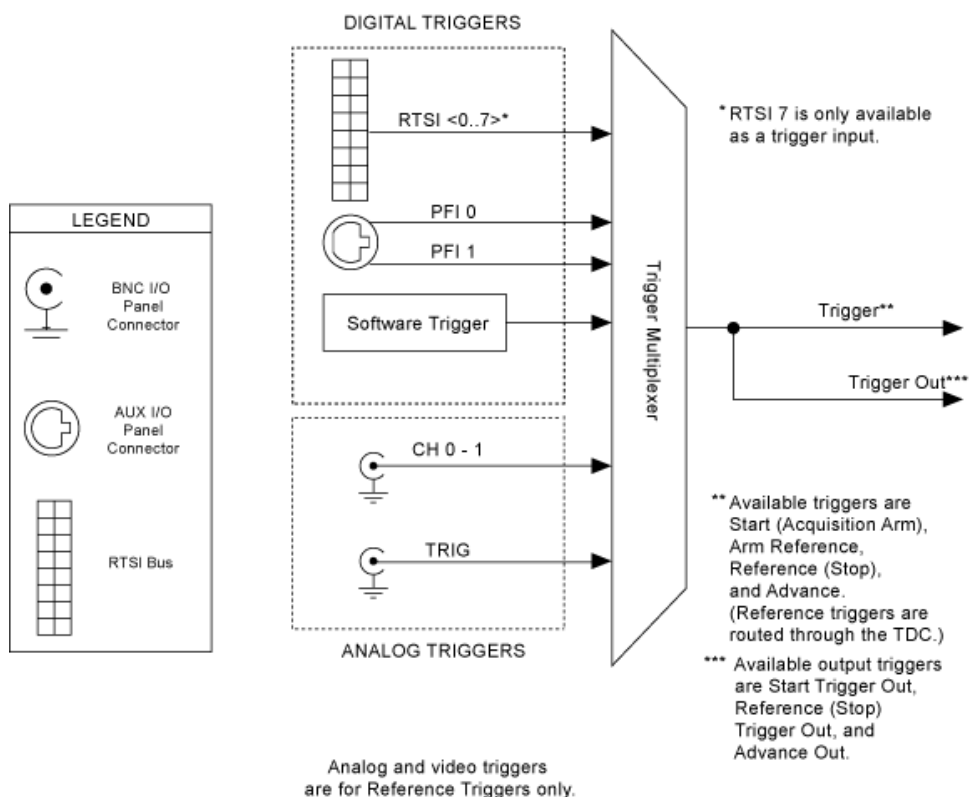 DIGITAL TRIGGERS
RTSI <0..7>*
PFI 0
PFI 1
Software Trigger
CH 0 - 1
TRIG
ANALOG TRIGGERS
LEGEND
BNC I/O
Panel
Connector
AUX I/O
Panel
Connector
RTSI Bus
Trigger Multiplexer
* RTSI 7 is only available
as a trigger input.
Trigger**
Trigger Out***
** Available triggers are
Start (Acquisition Arm),
Arm Reference,
Reference (Stop),
and Advance.
(Reference triggers are
routed through the TDC.)
*** Available output triggers
are Start Trigger Out,
Reference (Stop)
Trigger Out, and
Advance Out.
Analog and video triggers
are for Reference Triggers only.